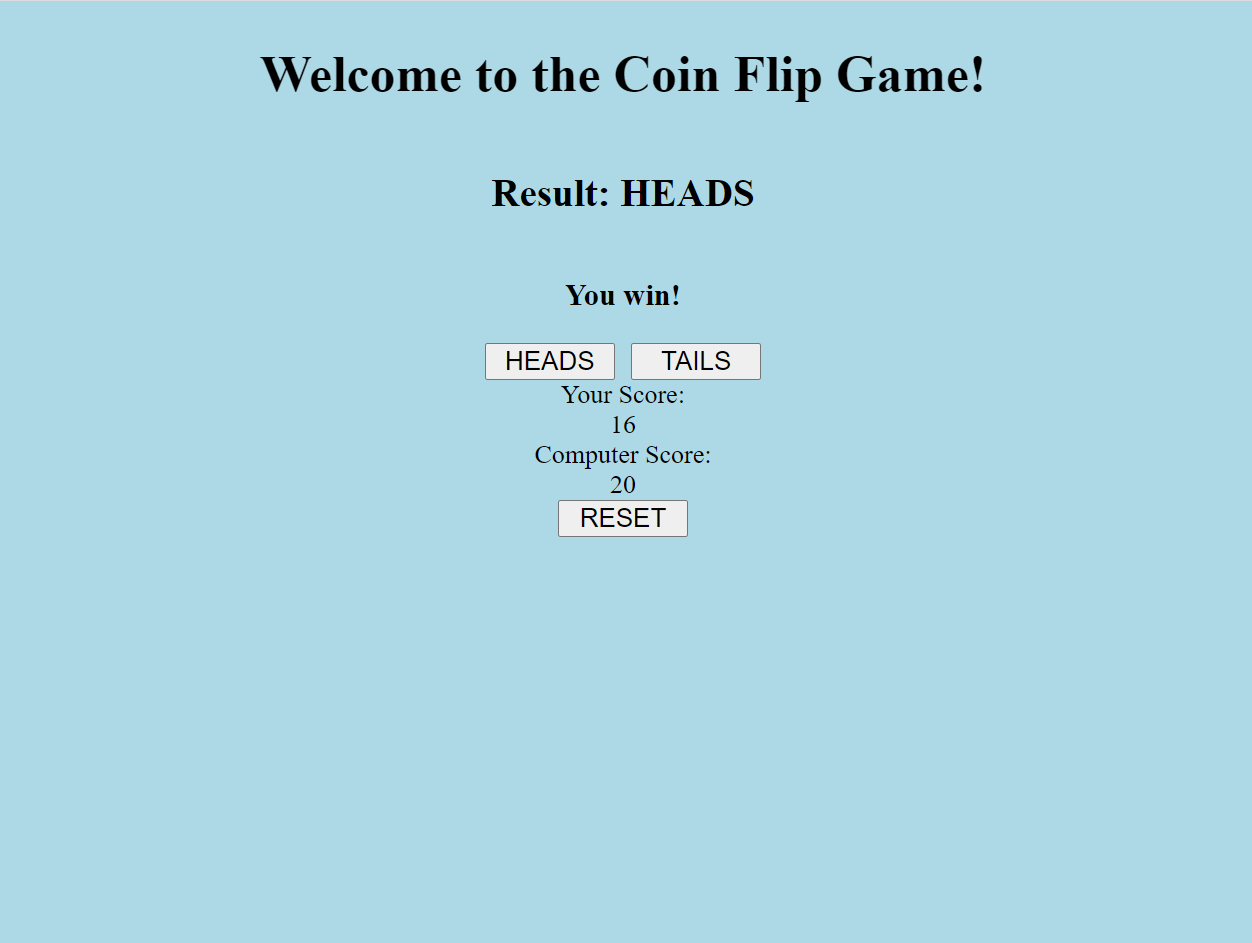 Welcome to the Coin Flip Game!
Result: HEADS
You win!
HEADS TAILS
Your Score:
16
Computer Score:
20
RESET